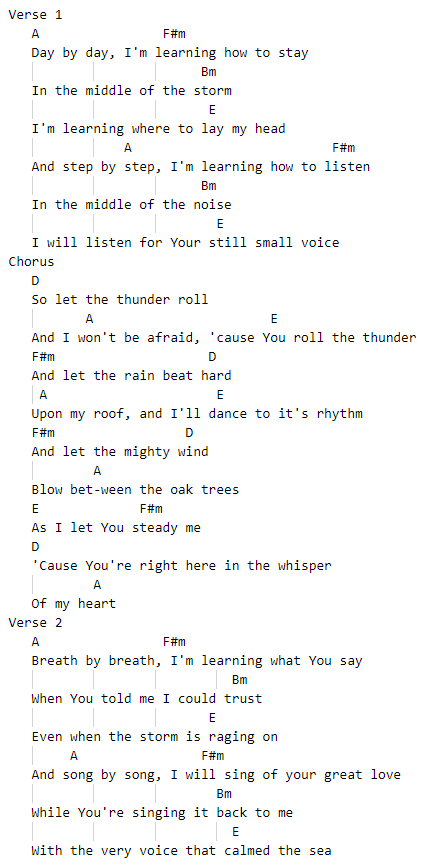 Verse 1
A F#m
Day by day, I'm learning how to stay
Bm
In the middle of the storm
E
I'm learning where to lay my head
A F#m
And step by step, I'm learning how to listen
Bm
In the middle of the noise
E
I will listen for Your still small voice
Chorus
D
So let the thunder roll
A E
And I won't be afraid, 'cause You roll the thunder
F#m D
And let the rain beat hard
A E
Upon my roof, and I'll dance to it's rhythm
F#m D
And let the mighty wind
A
Blow bet-ween the oak trees
E F#m
As I let You steady me
D
'Cause You're right here in the whisper
A
Of my heart
Verse 2
A F#m
Breath by breath, I'm learning what You say
Bm
When You told me I could trust
E
Even when the storm is raging on
A F#m
And song by song, I will sing of your great love
Bm
While You're singing it back to me
E
With the very voice that calmed the sea